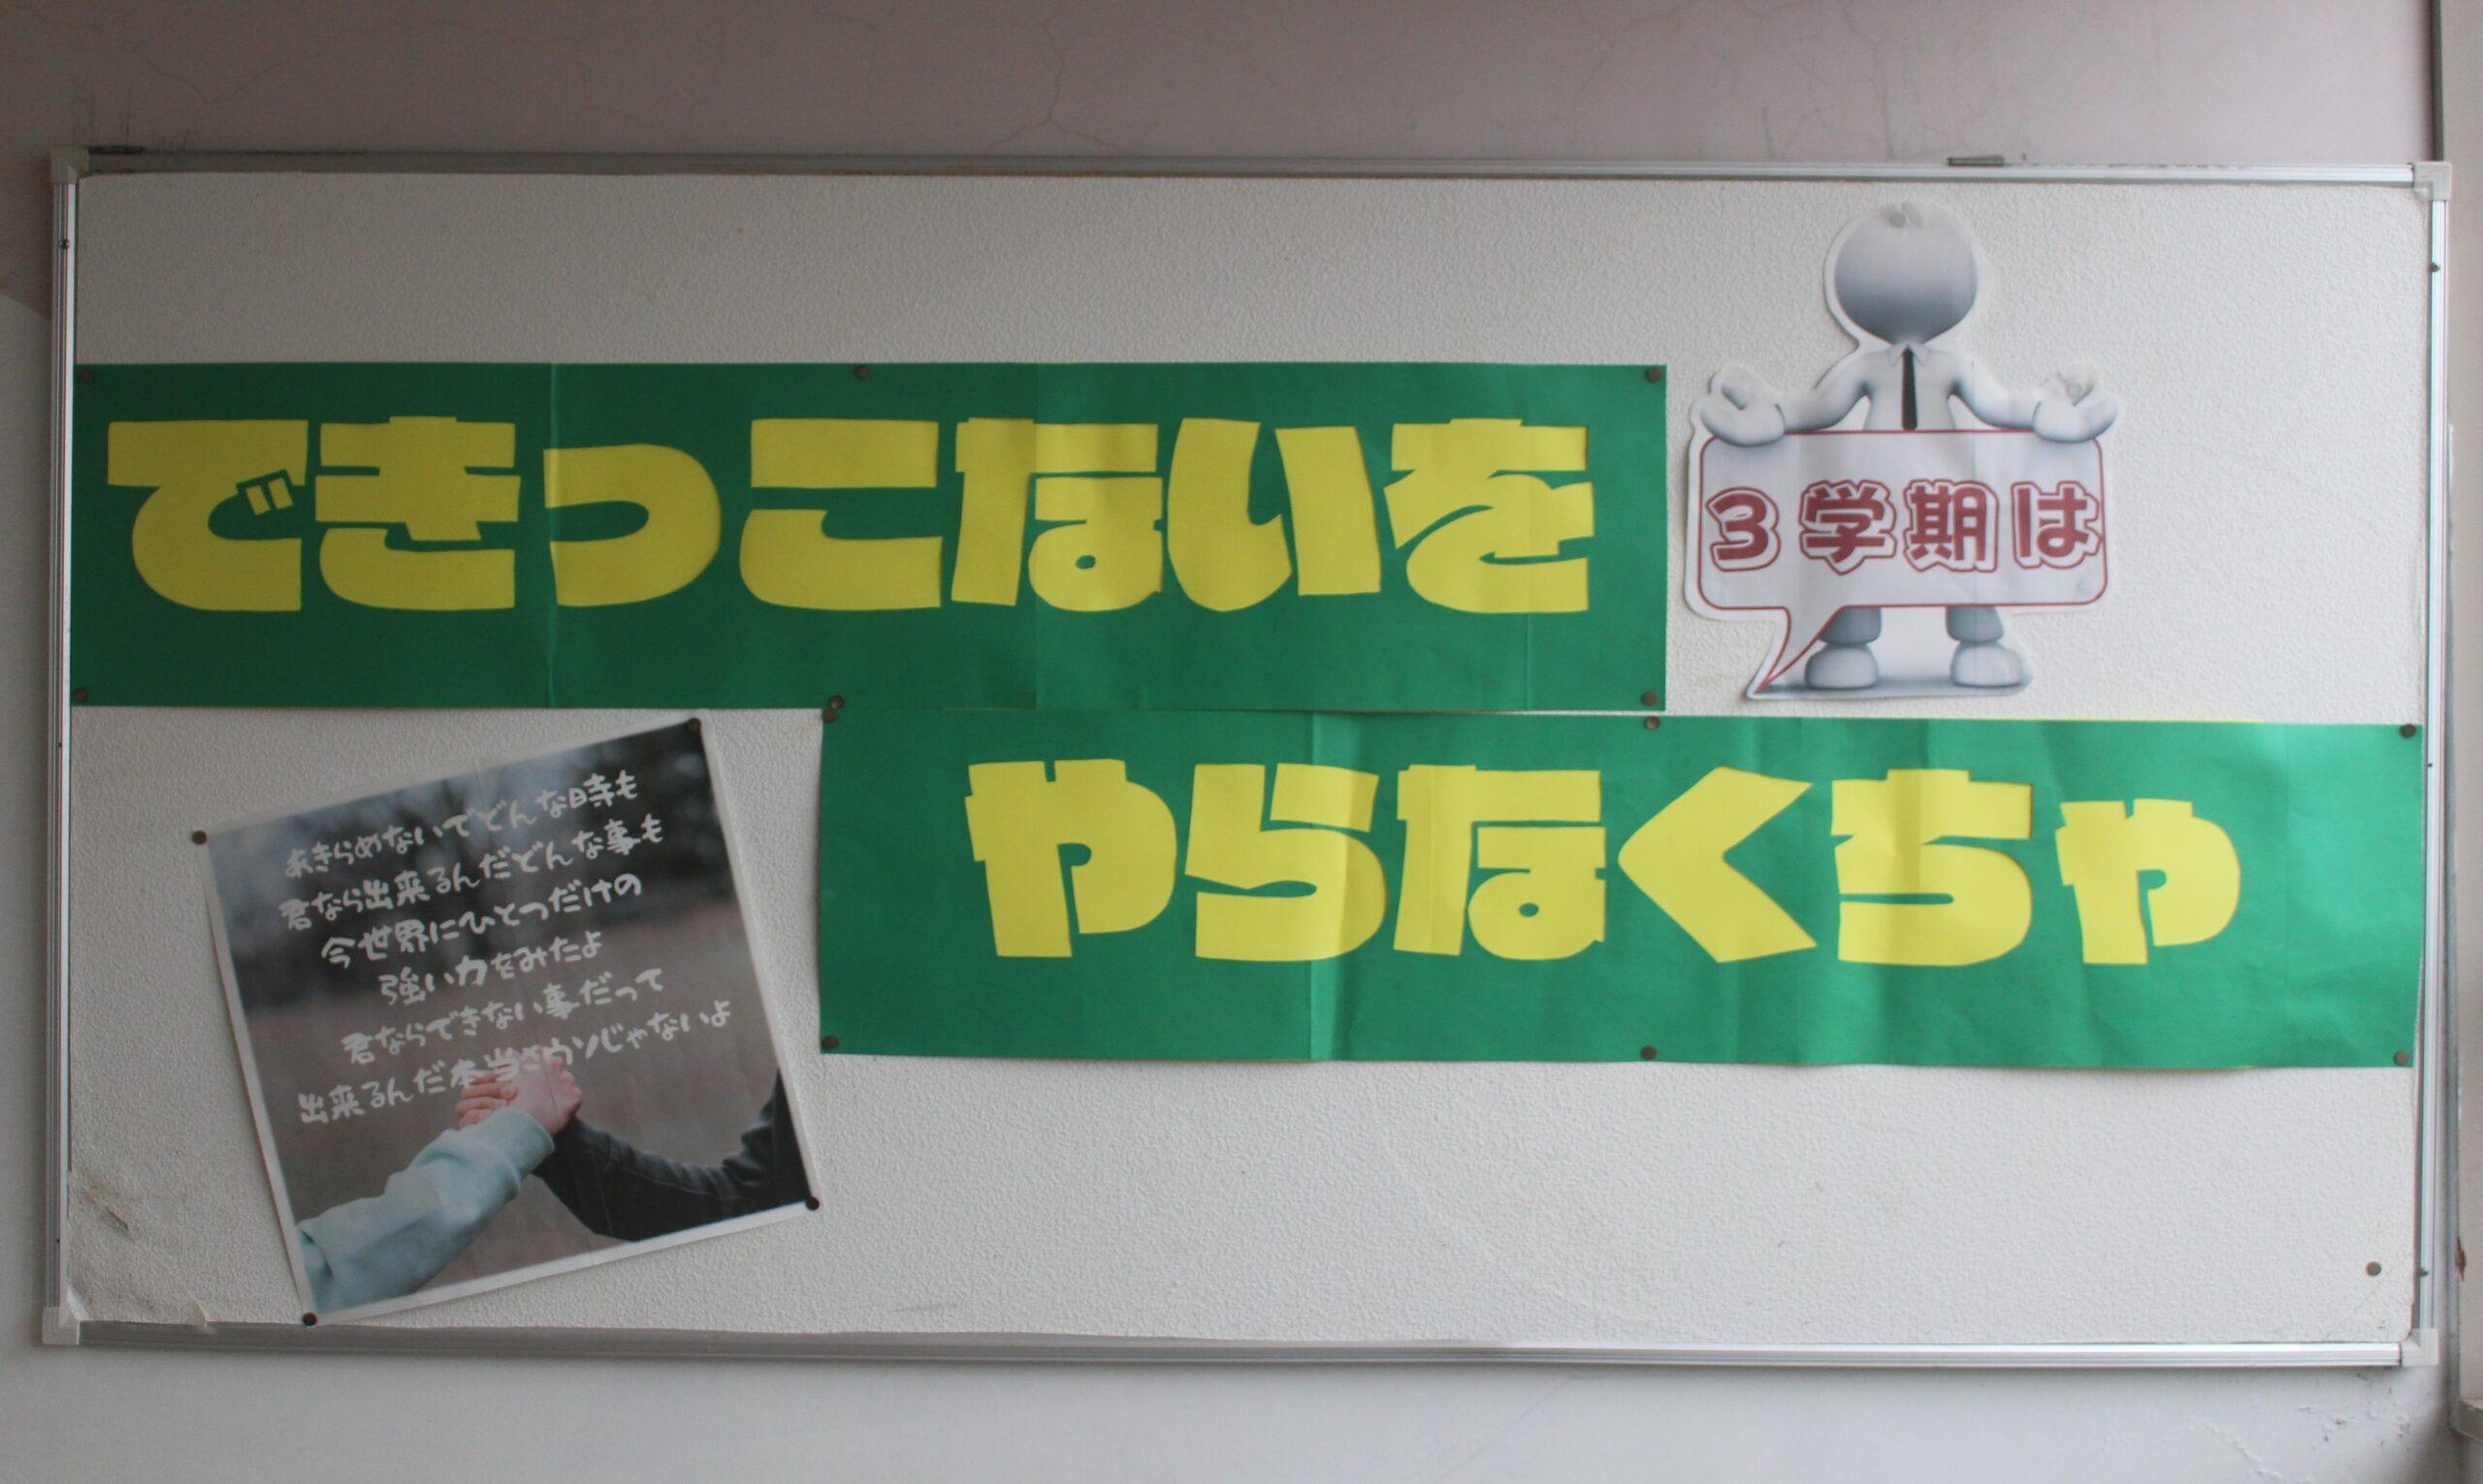 できっこないを
3学期は
やらなくちゃ
あきらめないでどんな時も
君なら出来るんだどんな事も
今世界にひとつだけの
強い力をみたよ
君ならできない事だって
出来るんだ本当さウソじゃないよ